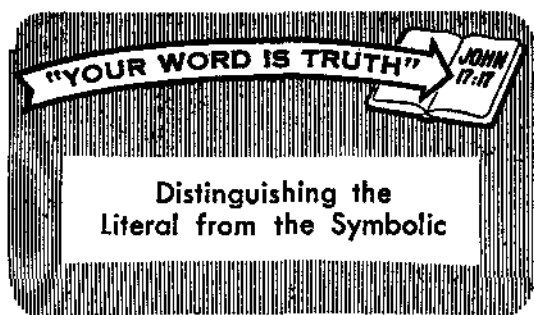 "YOUR WORD IS TRUTH"
JOHN
17:17
Distinguishing the
Literal from the Symbolic